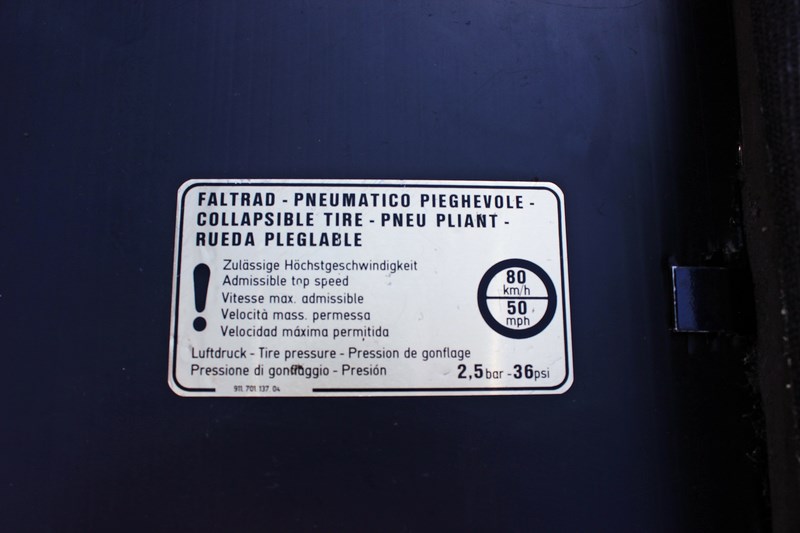 FALTRAD - PNEUMATICO PIEGHEVOLE -
COLLAPSIBLE TIRE - PNEU PLIANT -
RUEDA PLEGLABLE
! Zulässige Höchstgeschwindigkeit
Admissible top speed
Vitesse max. admissible
Velocità mass. permessa
Velocidad máxima permitida
80
km/h
50
mph
Luftdruck - Tire pressure - Pression de gonflage
Pressione di gonfiaggio - Presión 2,5 bar - 36 psi
911. 701. 137. 04